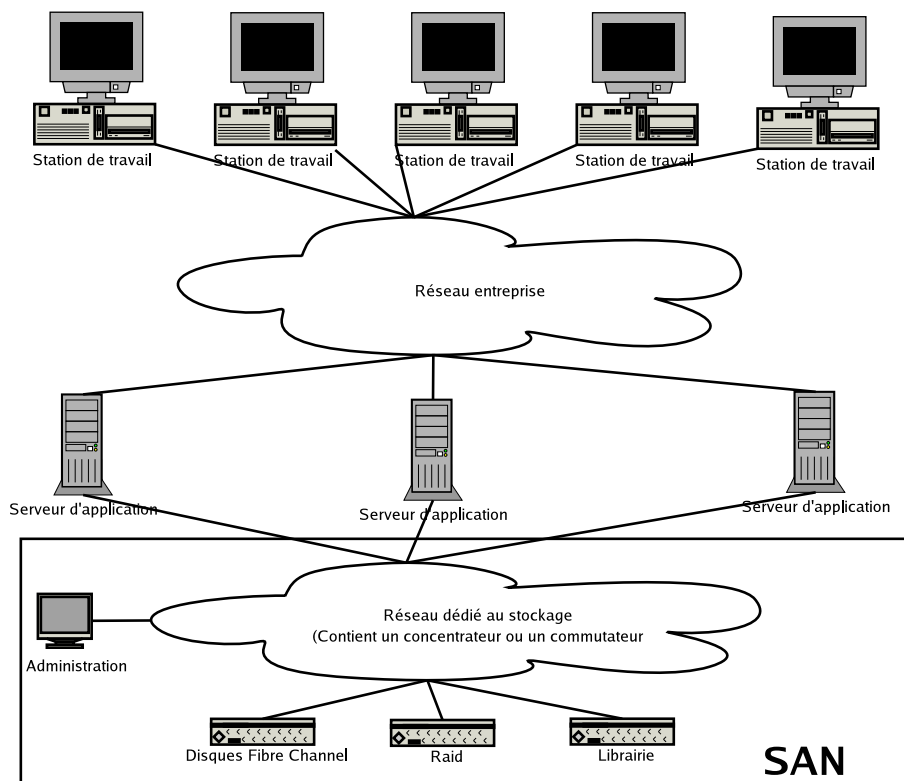 Station de travail
Station de travail
Station de travail
Station de travail
Station de travail
Réseau entreprise
Serveur d'application
Serveur d'application
Serveur d'application
Réseau dédié au stockage
(Contient un concentrateur ou un commutateur
Administration
Disques Fibre Channel
Raid
Librairie
SAN